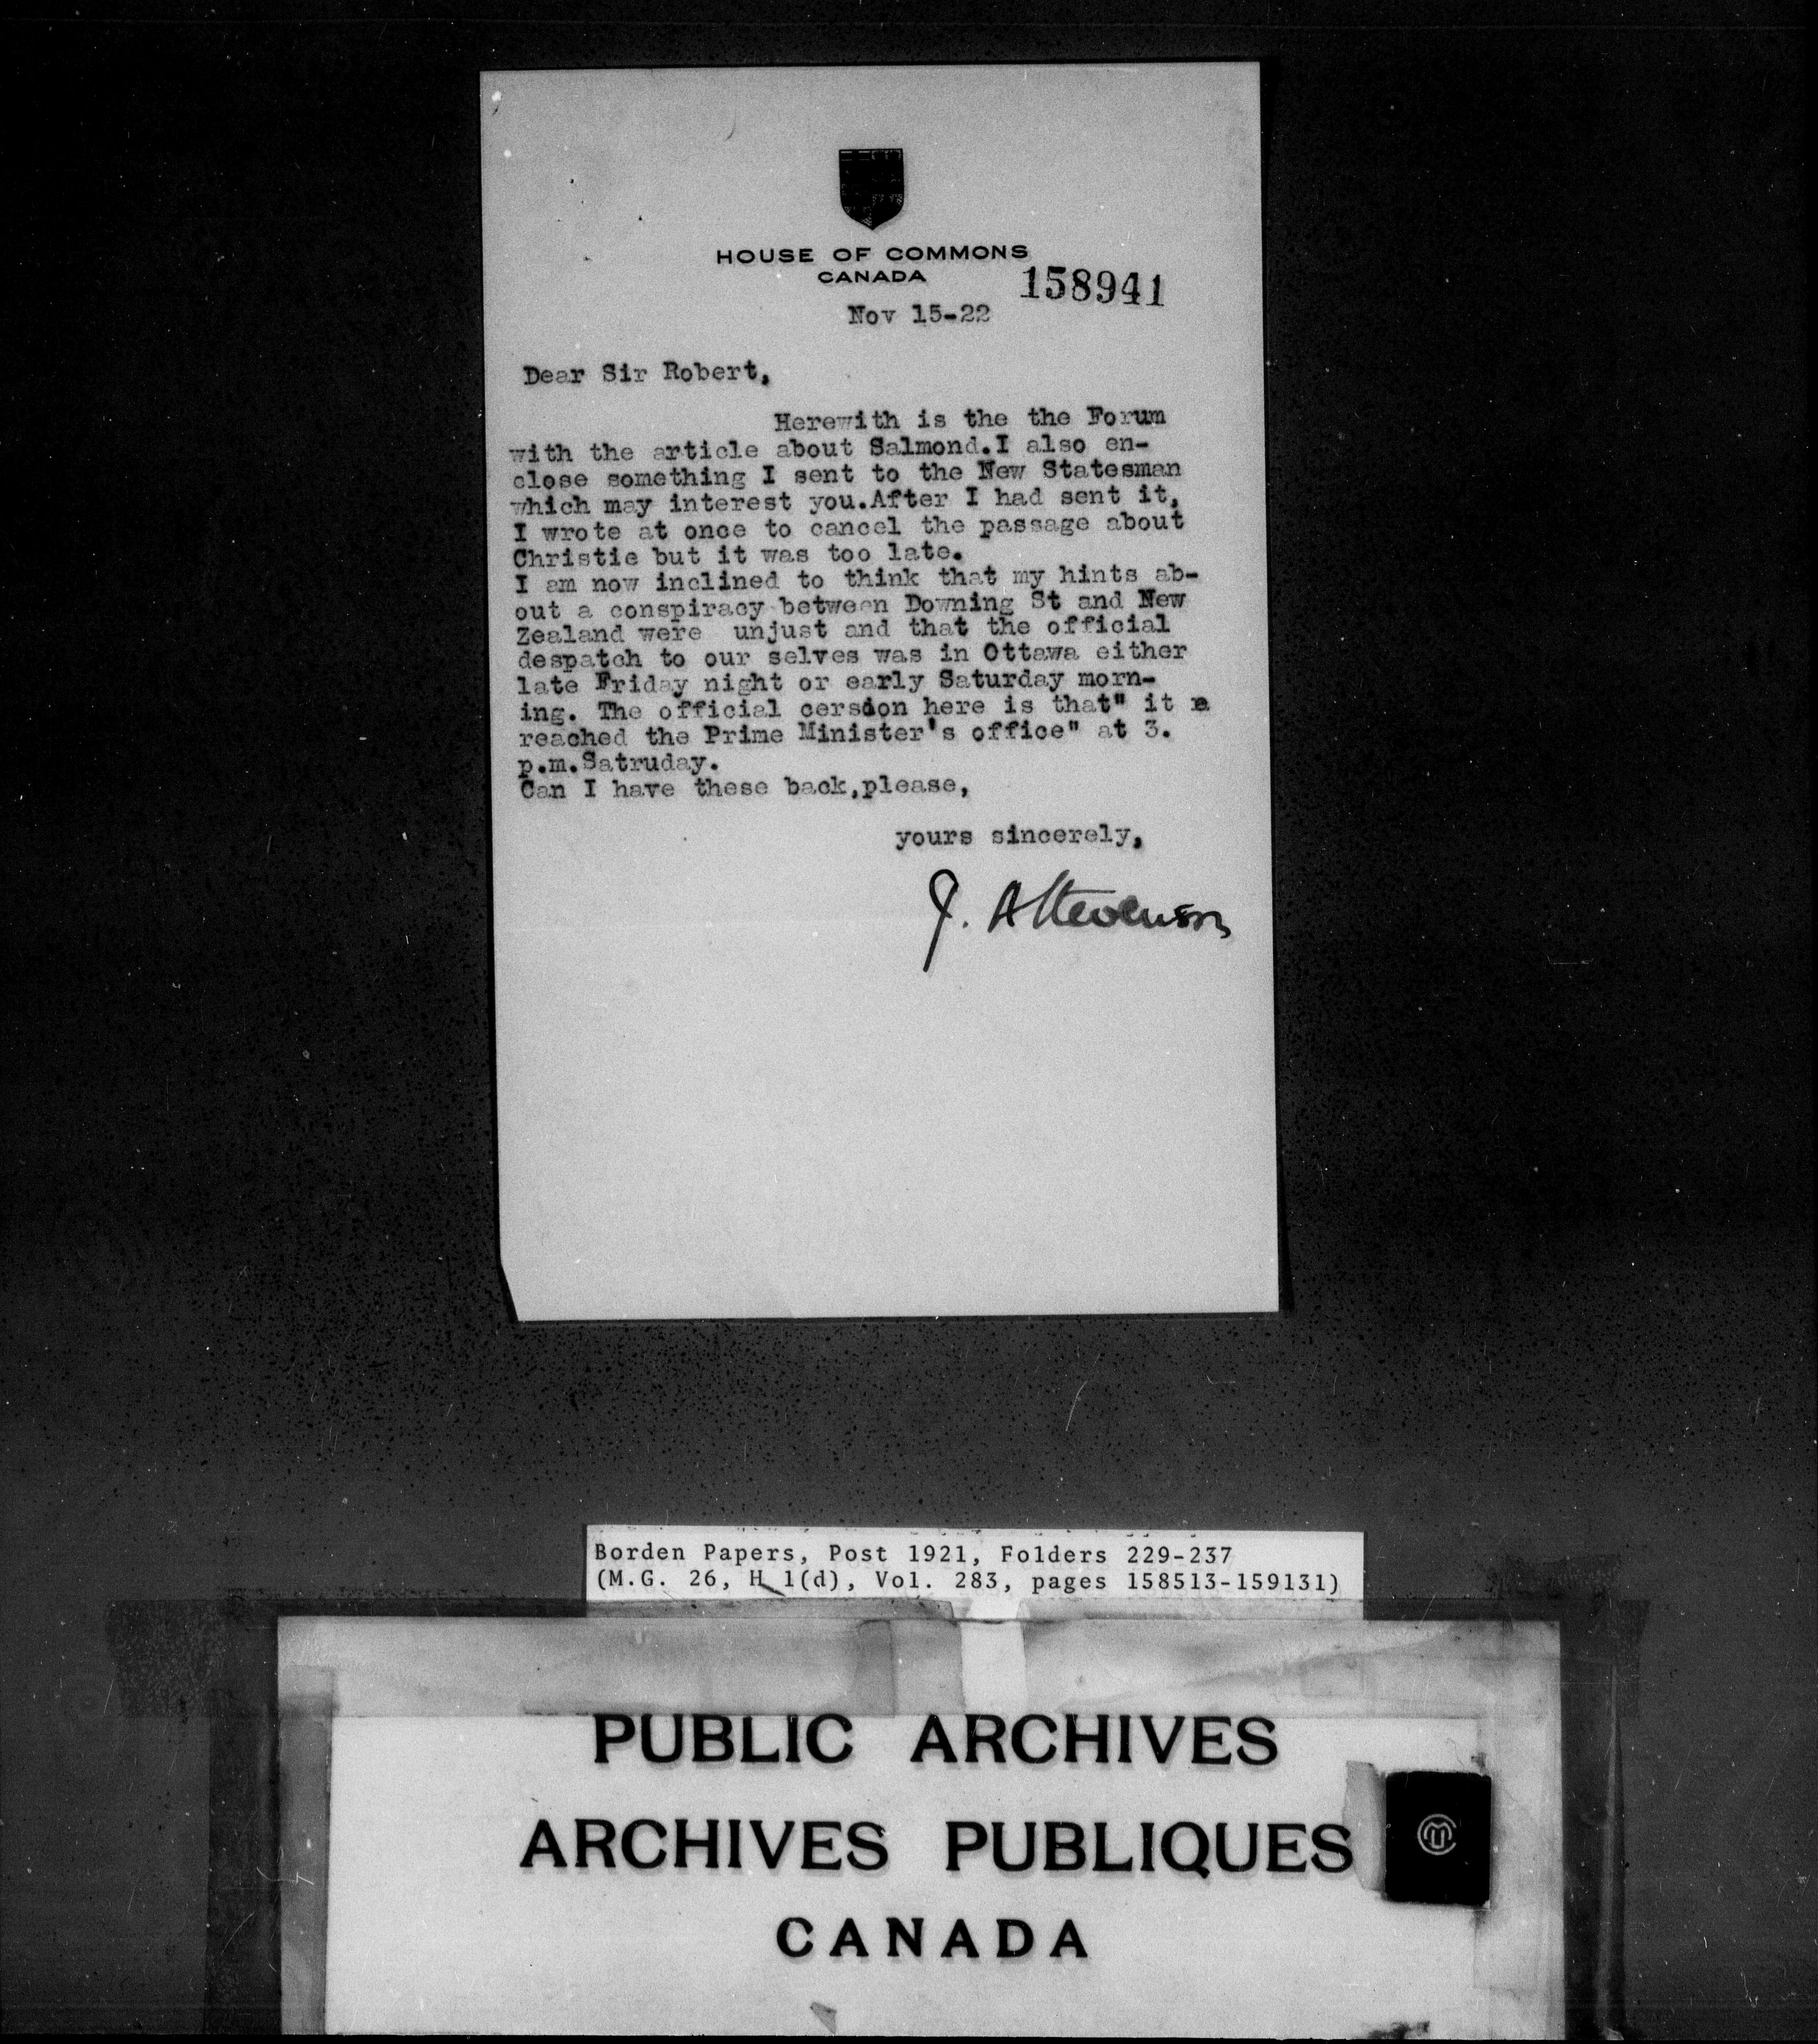 HOUSE OF COMMONS
CANADA
158941
Nov 15-22
Dear Sir Robert,
Herewith is the the Forum
with the article about Salmond.I also en-
close something I sent to the New Statesman
which may interest you.After I had sent it,
I wrote at once to cancel the passage about
Christie but it was too late.
I am now inclined to think that my hints ab-
out a conspiracy between Downing St and New
Zealand were unjust and that the official
despatch to our selves was in Ottawa either
late Friday night or early Saturday morn-
ing. The official cersion here is that" it
reached the Prime Minister's office" at 3.
p.m.Satruday.
Can I have these back,please,
yours sincerely,
J. A Stevenson
Borden Papers, Post 1921, Folders 229-237
(M.G. 26, H 1(d), Vol. 283, pages 158513-159131)
PUBLIC ARCHIVES
ARCHIVES PUBLIQUES
CANADA